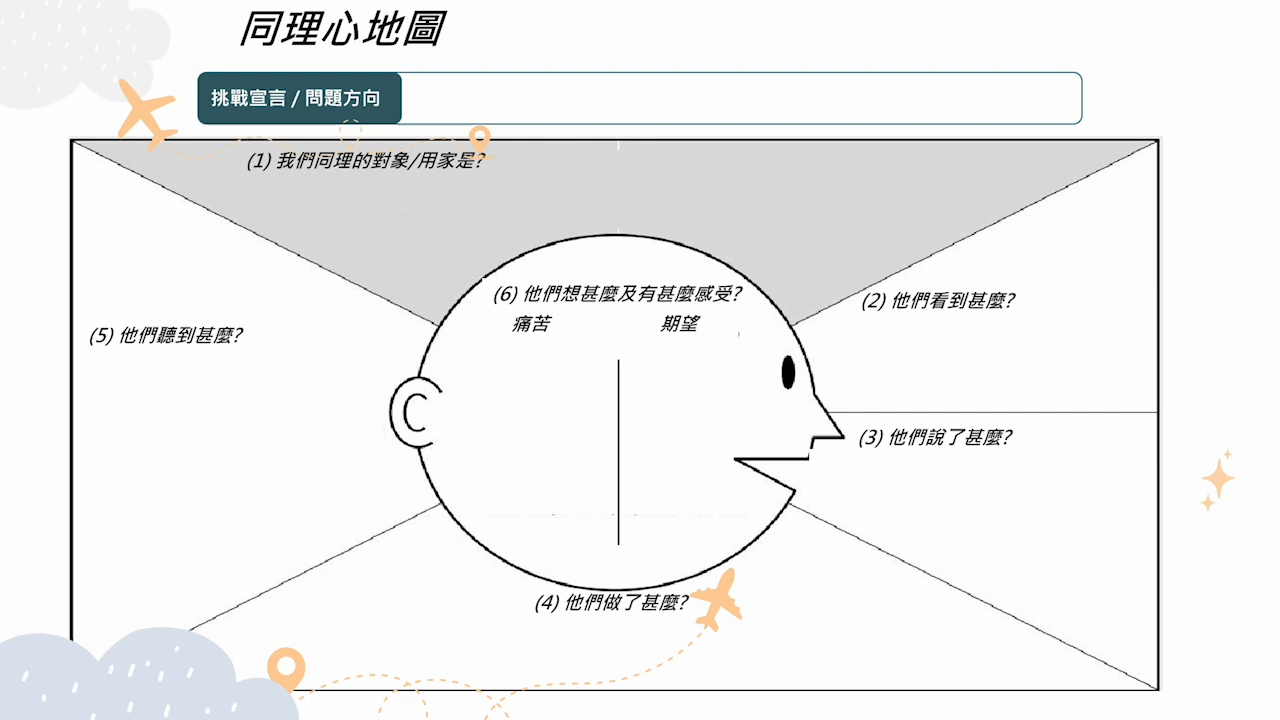 同理心地圖
挑戰宣言 / 問題方向
(1) 我們同理的對象/用家是?
(2) 他們看到甚麼?
(3) 他們說了甚麼?
(4) 他們做了甚麼?
(5) 他們聽到甚麼?
(6) 他們想甚麼及有甚麼感受?
痛苦 期望